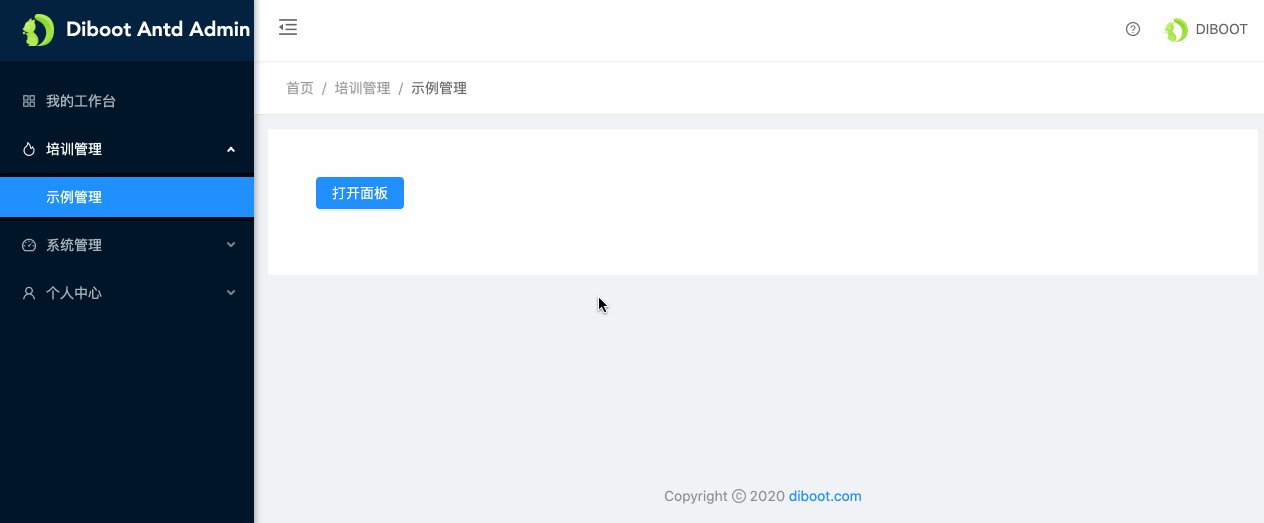 Diboot Antd Admin
DIBOOT
首页 / 培训管理 / 示例管理
我的工作台
培训管理
示例管理
系统管理
个人中心
打开面板
Copyright © 2020 diboot.com